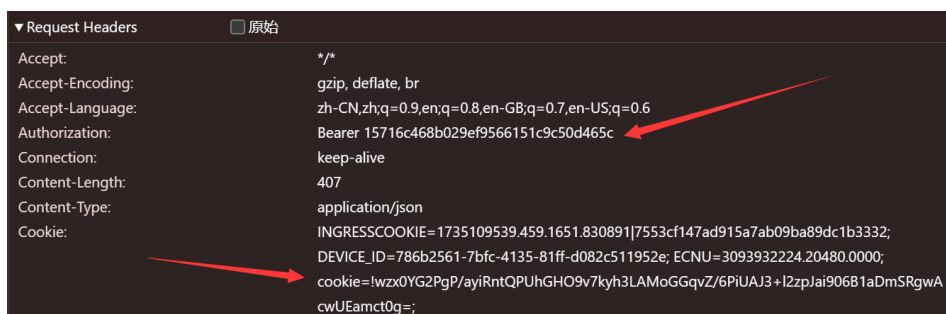 ▼Request Headers 原始
Accept: */*
Accept-Encoding: gzip, deflate, br
Accept-Language: zh-CN,zh;q=0.9,en;q=0.8,en-GB;q=0.7,en-US;q=0.6
Authorization: Bearer 15716c468b029ef9566151c9c50d465c
Connection: keep-alive
Content-Length: 407
Content-Type: application/json
Cookie: INGRESSCOOKIE=1735109539.459.1651.830891|7553cf147ad915a7ab09ba89dc1b3332;
DEVICE_ID=786b2561-7bfc-4135-81ff-d082c511952e; ECNU=3093932224.20480.0000;
cookie=!wzx0YG2PgP/ayiRntQPUhGHO9v7kyh3LAMoGGqvZ/6PiUAJ3+l2zpJai906B1aDmSRgwA
cwUEamct0g=;